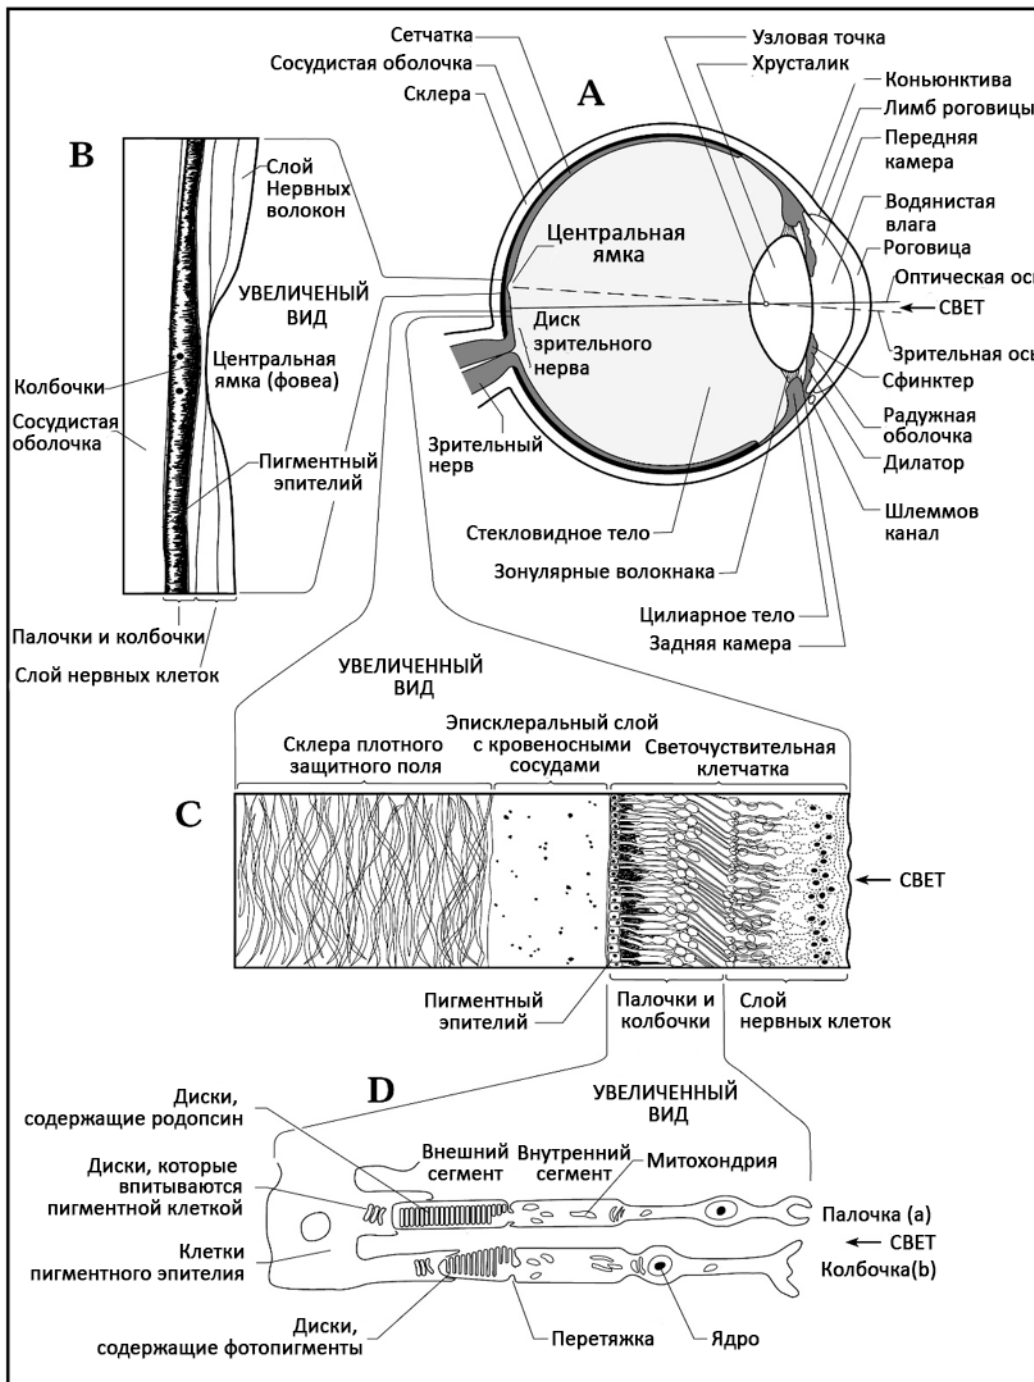 Сетчатка
Сосудистая оболочка
Склера
A
Узловая точка
Хрусталик
Коньюнктива
Лимб роговицы
Передняя
камера
Водянистая
влага
Роговица
Оптическая ось
СВЕТ
Зрительная ось
Сфинктер
Радужная
оболочка
Дилатор
Шлеммов
канал
B
Слой
Нервных
волокон
Центральная
ямка
УВЕЛИЧЕНЫЙ
ВИД
Диск
зрительного
нерва
Центральная
ямка (фовеа)
Колбочки
Сосудистая
оболочка
Зрительный
нерв
Пигментный
эпителий
Стекловидное тело
Зонулярные волокнака
Цилиарное тело
Задняя камера
Палочки и колбочки
Слой нервных клеток
УВЕЛИЧЕННЫЙ
ВИД
Склера плотного
защитного поля
Эписклеральный слой
с кровеносными
сосудами
Светочуствительная
клетчатка
C
СВЕТ
Пигментный
эпителий
Палочки и
колбочки
Слой
нервных клеток
D
УВЕЛИЧЕННЫЙ
ВИД
Диски,
содержащие родопсин
Внешний
сегмент
Внутренний
сегмент
Митохондрия
Диски, которые
впитываются
пигментной клеткой
Палочка (a)
СВЕТ
Колбочка(b)
Клетки
пигментного эпителия
Диски,
содержащие фотопигменты
Перетяжка
Ядро